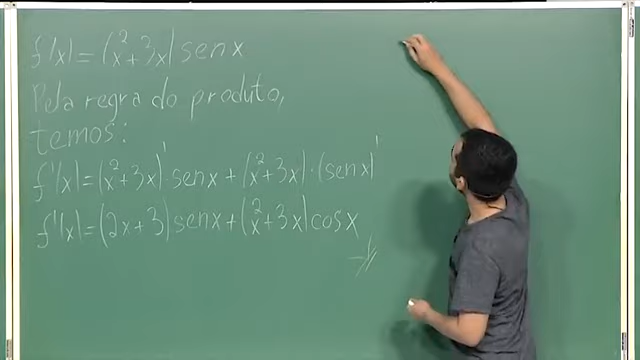 f(x) = (x² + 3x) sen x
Pela regra do produto,
temos:
f'(x) = (x² + 3x)' · sen x + (x² + 3x) · (sen x)'
f'(x) = (2x + 3) sen x + (x² + 3x) cos x